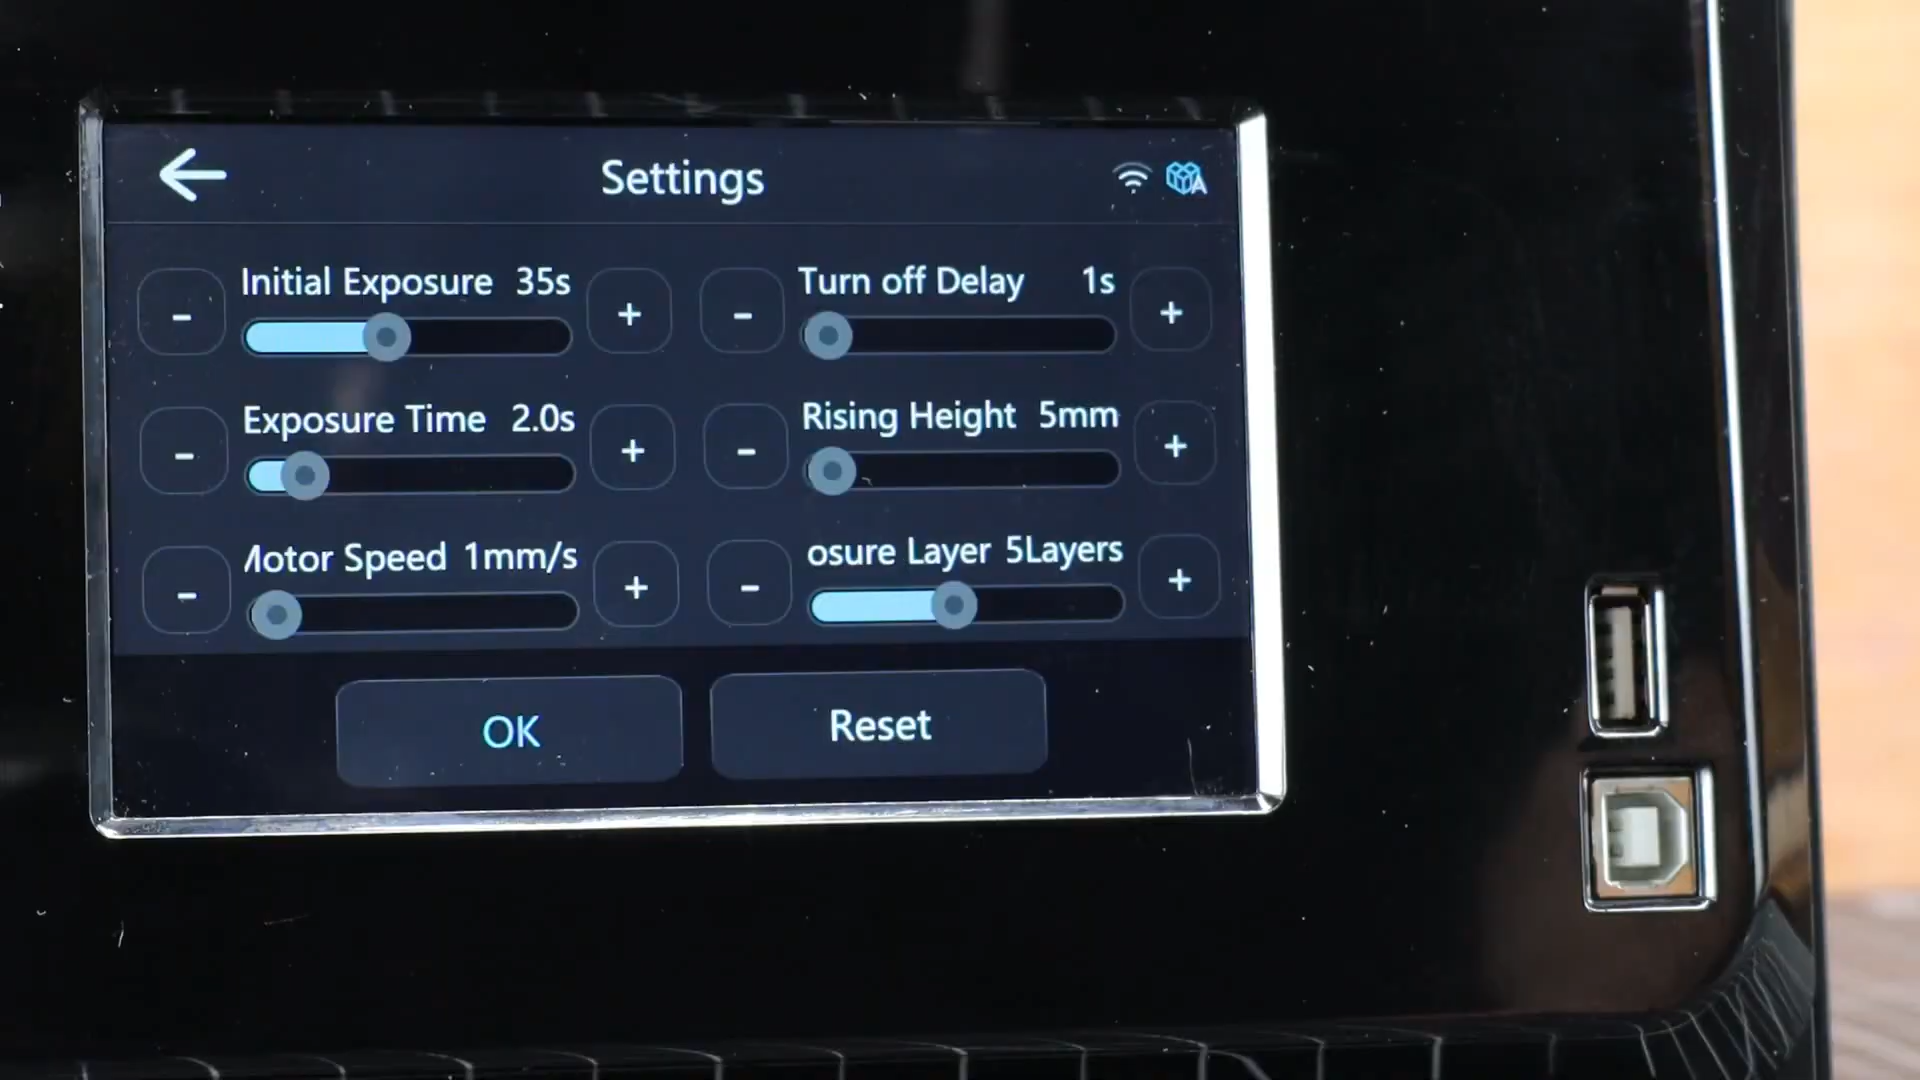 Settings
Initial Exposure 35s
Turn off Delay 1s
Exposure Time 2.0s
Rising Height 5mm
Motor Speed 1mm/s
osure Layer 5Layers
OK
Reset